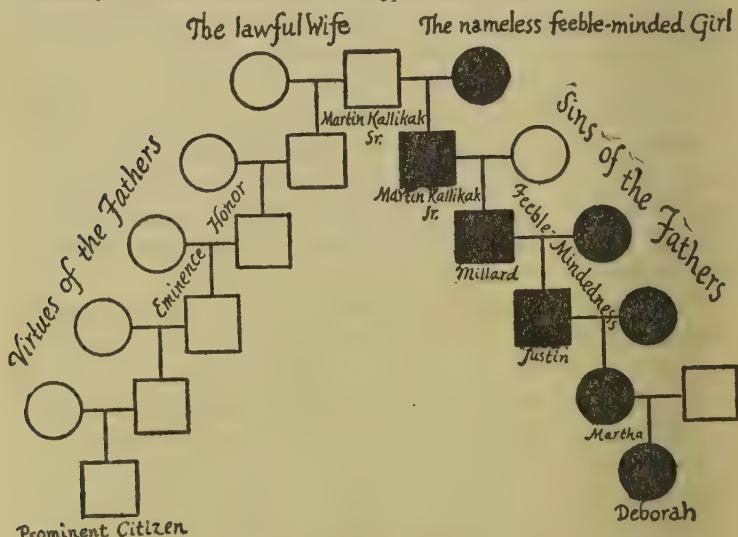 The lawful Wife
The nameless feeble-minded Girl
Martin Kallikak
Sr.
Virtues of the Fathers
Honor
Eminence
Sins of the Fathers
Martin Kallikak
Jr.
Feeble-Mindedness
Millard
Justin
Martha
Deborah
Prominent Citizen